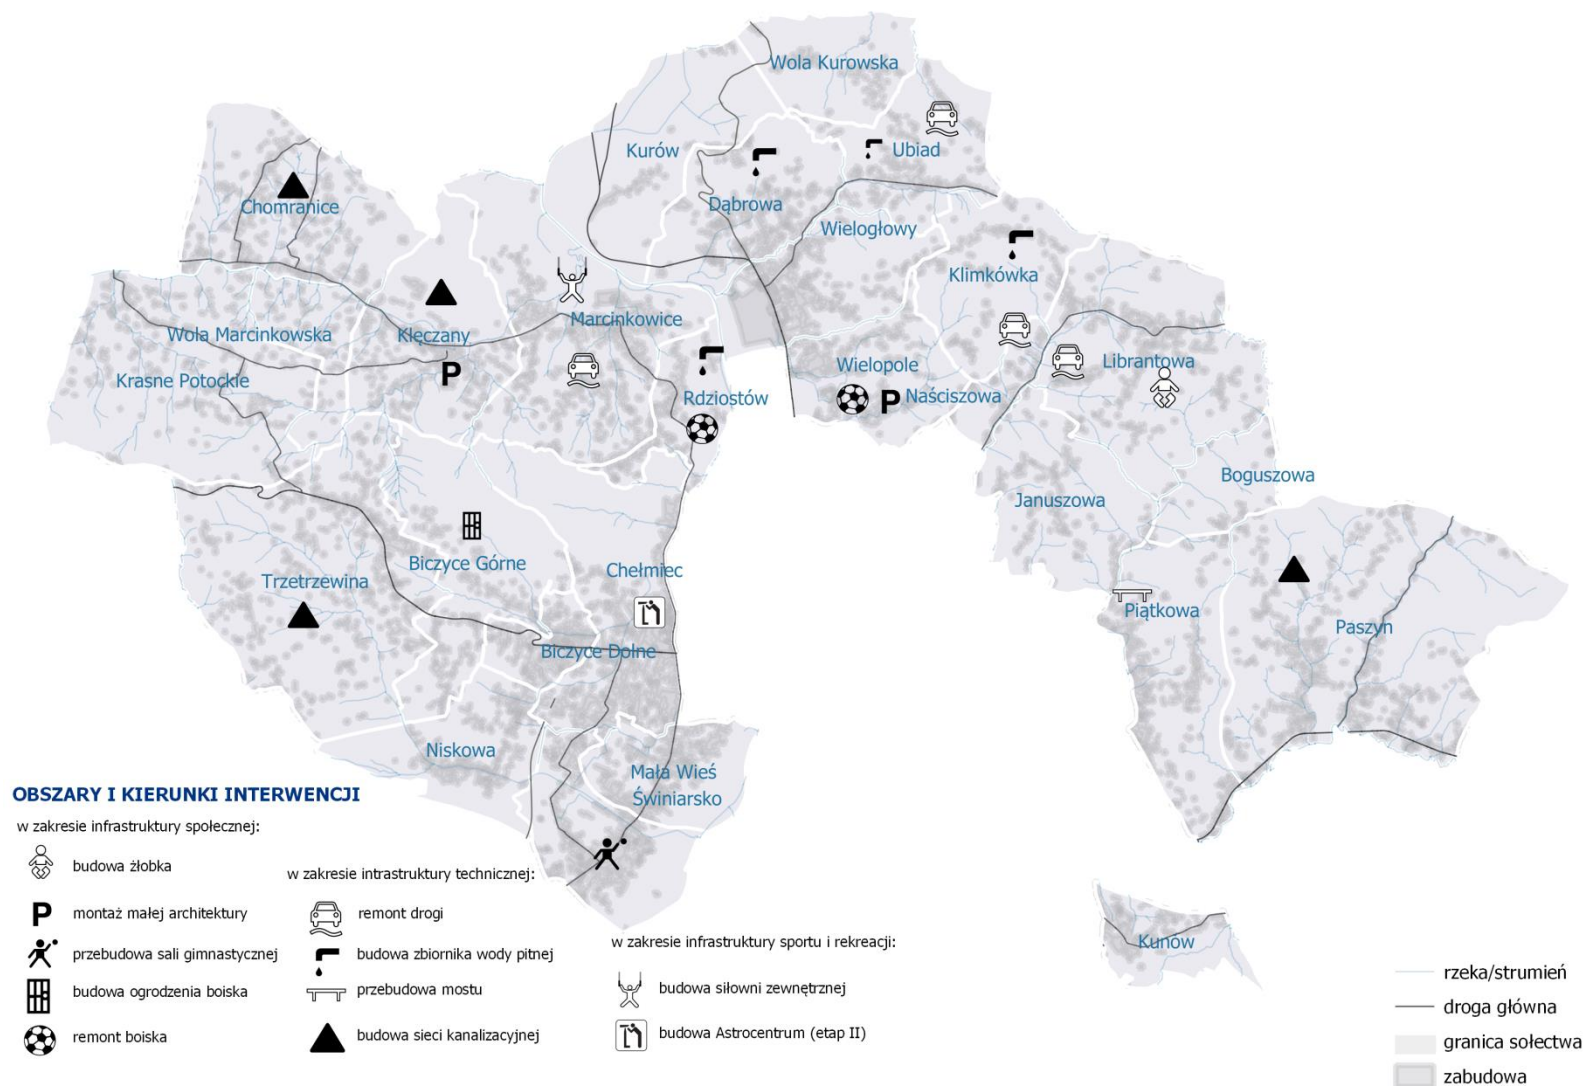 Wola Kurowska
Kurów
Ubiad
Dąbrowa
Chomranice
Wielogłowy
Klimkówka
Marcinkowice
Wola Marcinkowska
Klęczany
Librantowa
Wielopole
Krasne Potockie
P
Rdziostów
P
Naściszowa
Boguszowa
Januszowa
Biczyce Górne
Chełmiec
Trzetrzewina
Piątkowa
Paszyn
Biczyce Dolne
Niskowa
Mała Wieś
Świniarsko
Kunów
OBSZARY I KIERUNKI INTERWENCJI
w zakresie infrastruktury społecznej:
budowa żłobka
P montaż małej architektury
przebudowa sali gimnastycznej
budowa ogrodzenia boiska
remont boiska
w zakresie intrastruktury technicznej:
remont drogi
budowa zbiornika wody pitnej
przebudowa mostu
budowa sieci kanalizacyjnej
w zakresie infrastruktury sportu i rekreacji:
budowa siłowni zewnętrznej
budowa Astrocentrum (etap II)
rzeka/strumień
droga główna
granica sołectwa
zabudowa